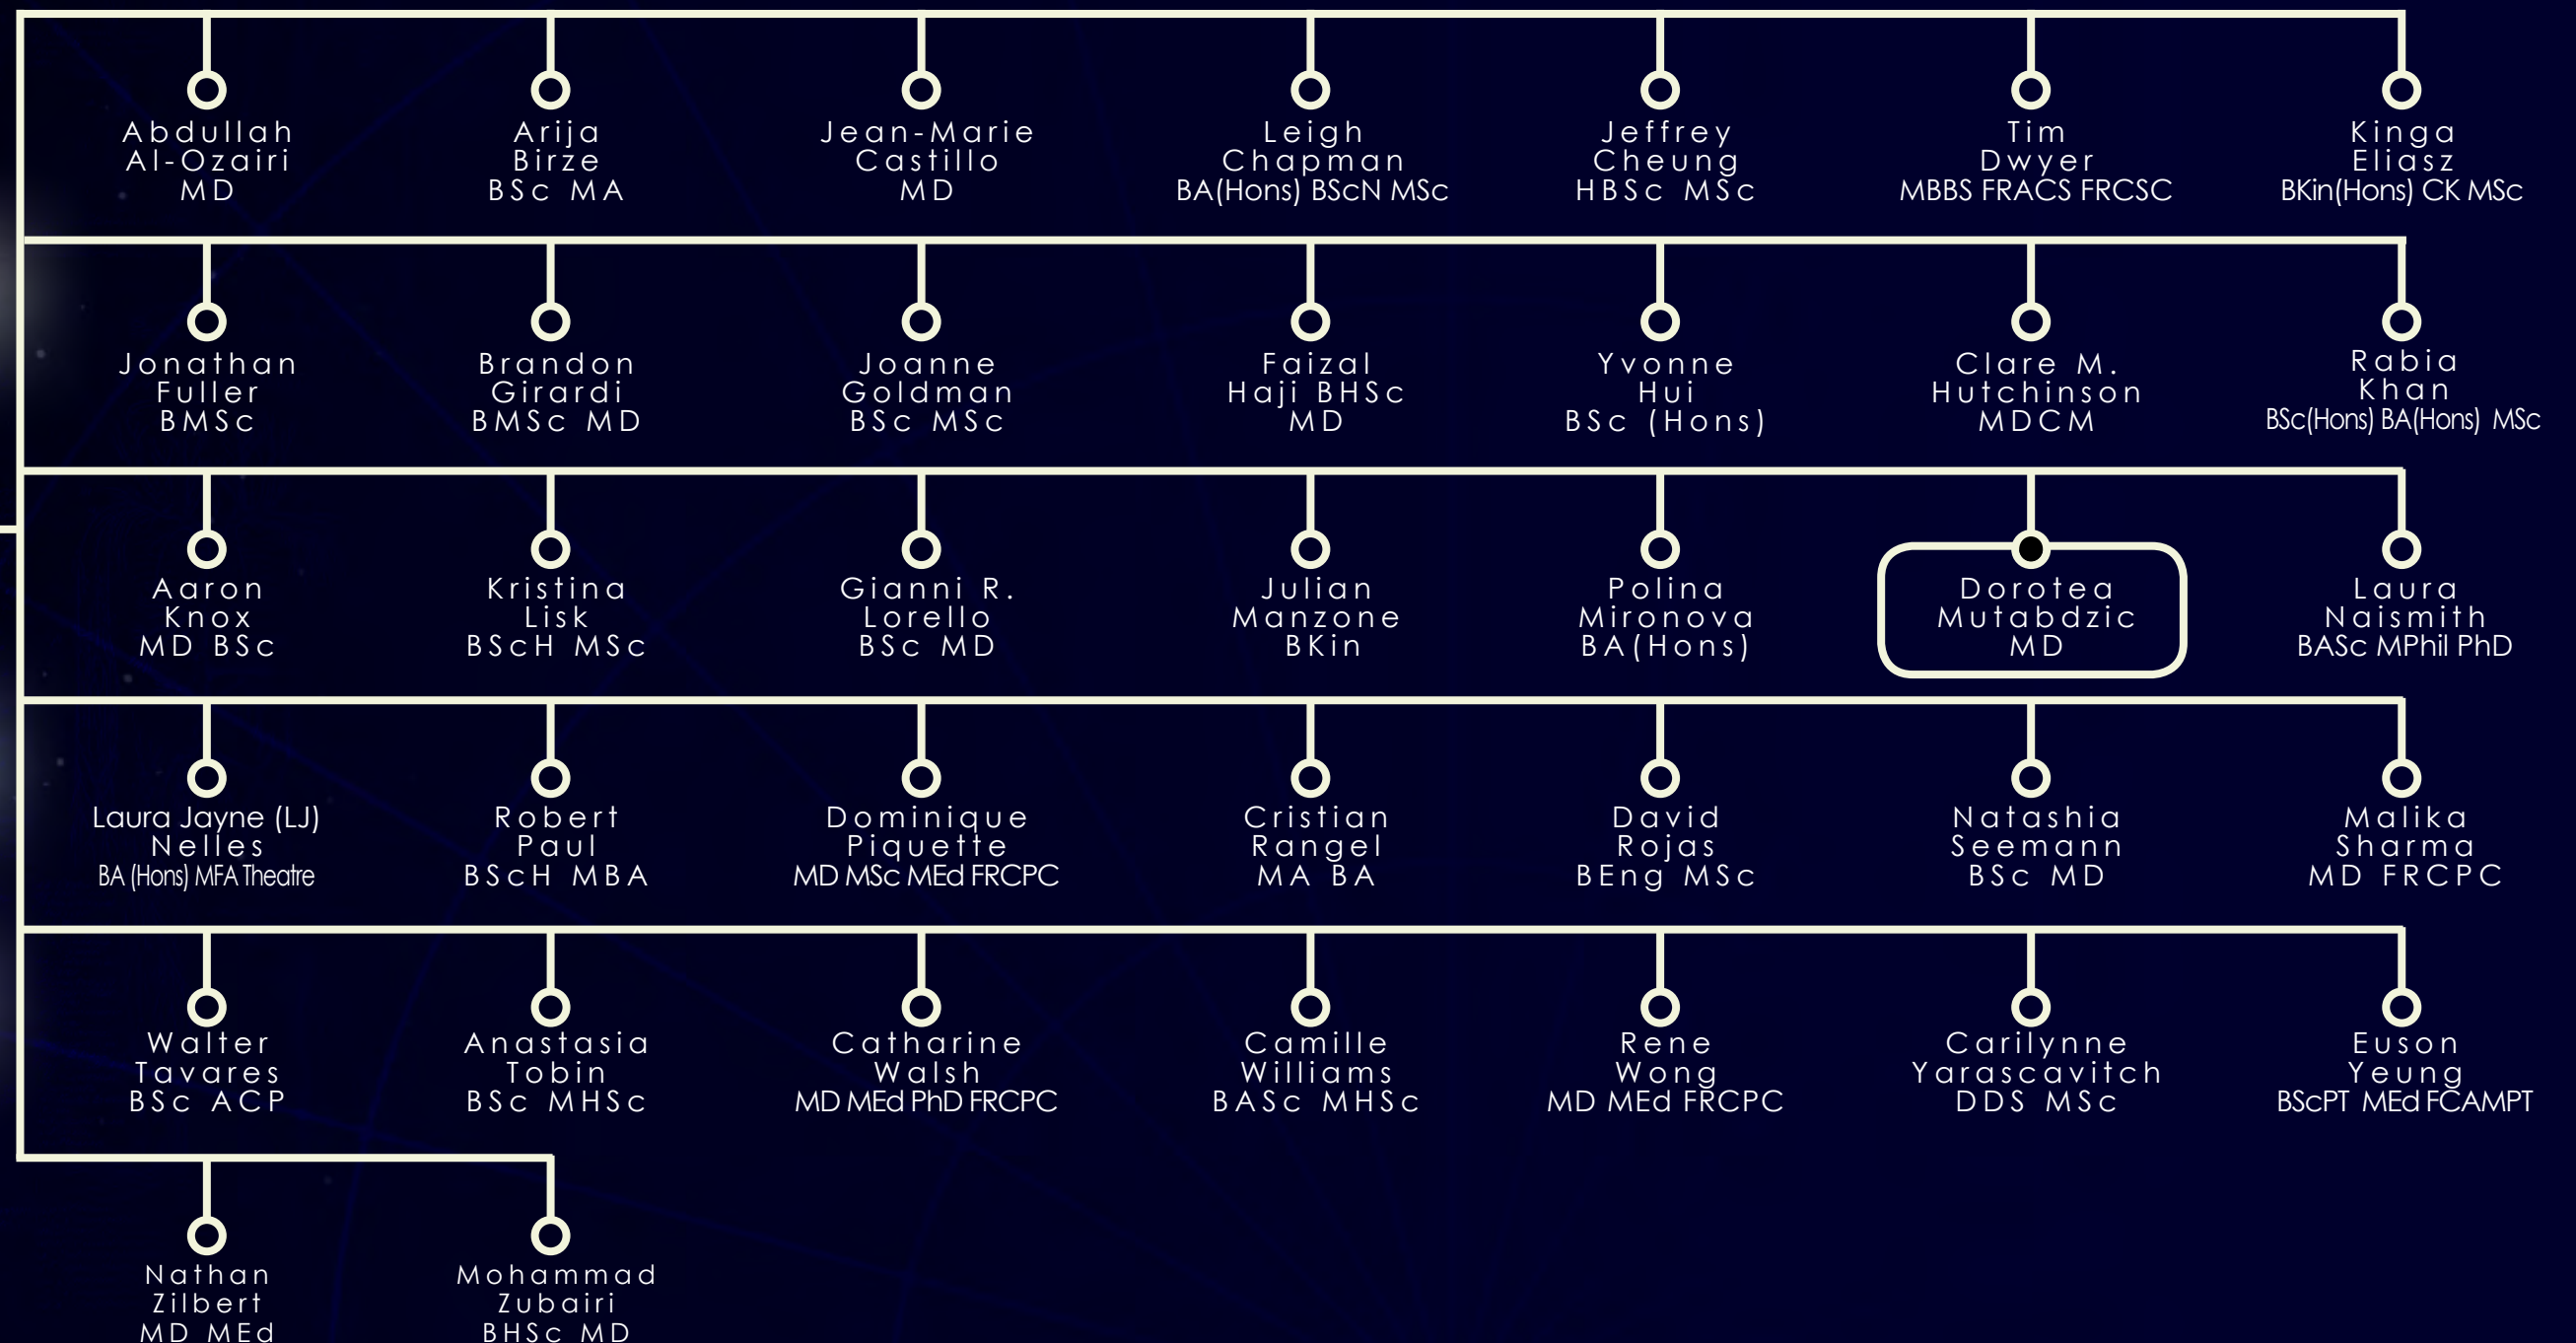 Abdullah
Al-Ozairi
MD
Arija
Birze
BSc MA
Jean-Marie
Castillo
MD
Leigh
Chapman
BA(Hons) BScN MSc
Jeffrey
Cheung
HBSc MSc
Tim
Dwyer
MBBS FRACS FRCSC
Kinga
Eliasz
BKin(Hons) CK MSc
Jonathan
Fuller
BMSc
Brandon
Girardi
BMSc MD
Joanne
Goldman
BSc MSc
Faizal
Haji BHSc
MD
Yvonne
Hui
BSc (Hons)
Clare M.
Hutchinson
MDCM
Rabia
Khan
BSc(Hons) BA(Hons) MSc
Aaron
Knox
MD BSc
Kristina
Lisk
BScH MSc
Gianni R.
Lorello
BSc MD
Julian
Manzone
BKin
Polina
Mironova
BA(Hons)
Dorotea
Mutabdzic
MD
Laura
Naismith
BASc MPhil PhD
Laura Jayne (LJ)
Nelles
BA (Hons) MFA Theatre
Robert
Paul
BScH MBA
Dominique
Piquette
MD MSc MEd FRCPC
Cristian
Rangel
MA BA
David
Rojas
BEng MSc
Natashia
Seemann
BSc MD
Malika
Sharma
MD FRCPC
Walter
Tavares
BSc ACP
Anastasia
Tobin
BSc MHSc
Catharine
Walsh
MD MEd PhD FRCPC
Camille
Williams
BASc MHSc
Rene
Wong
MD MEd FRCPC
Carilynne
Yarascavitch
DDS MSc
Euson
Yeung
BScPT MEd FCAMPT
Nathan
Zilbert
MD MEd
Mohammad
Zubairi
BHSc MD